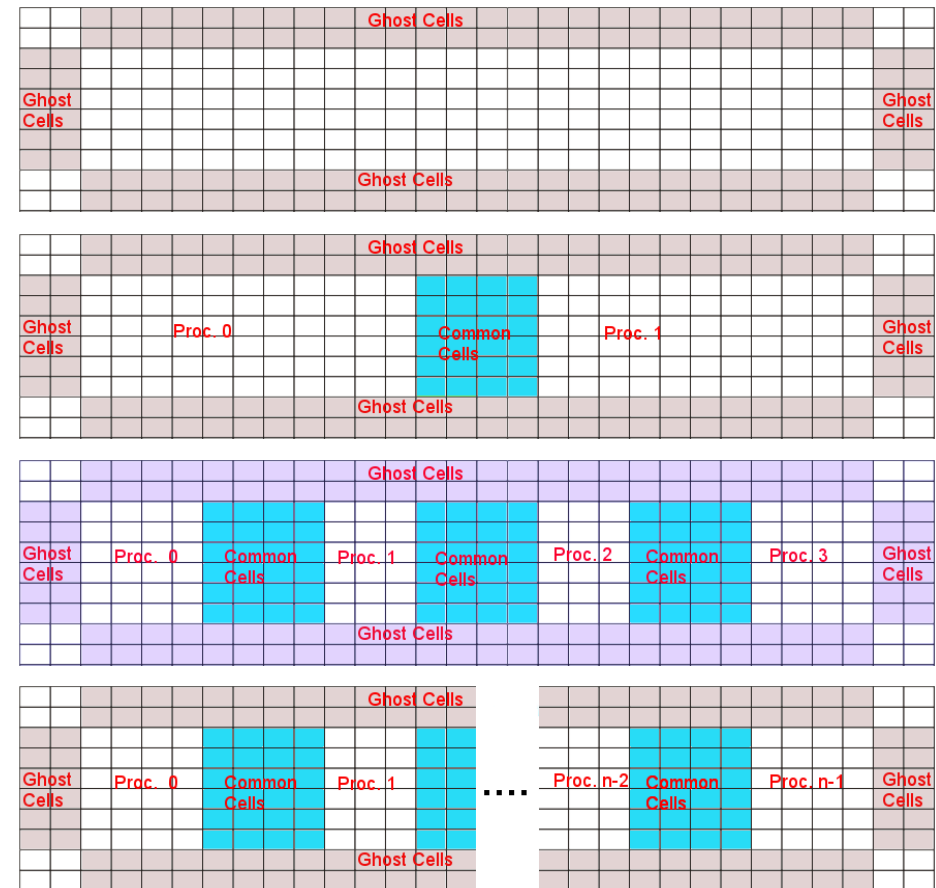 Ghost Cells
Ghost
Cells
Ghost
Cells
Ghost Cells
Ghost Cells
Ghost
Cells
Proc. 0
Common
Cells
Proc. 1
Ghost
Cells
Ghost Cells
Ghost Cells
Ghost
Cells
Proc. 0
Common
Cells
Proc. 1
Common
Cells
Proc. 2
Common
Cells
Proc. 3
Ghost
Cells
Ghost Cells
Ghost Cells
Ghost
Cells
Proc. 0
Common
Cells
Proc. 1
....
Proc. n-2
Common
Cells
Proc. n-1
Ghost
Cells
Ghost Cells